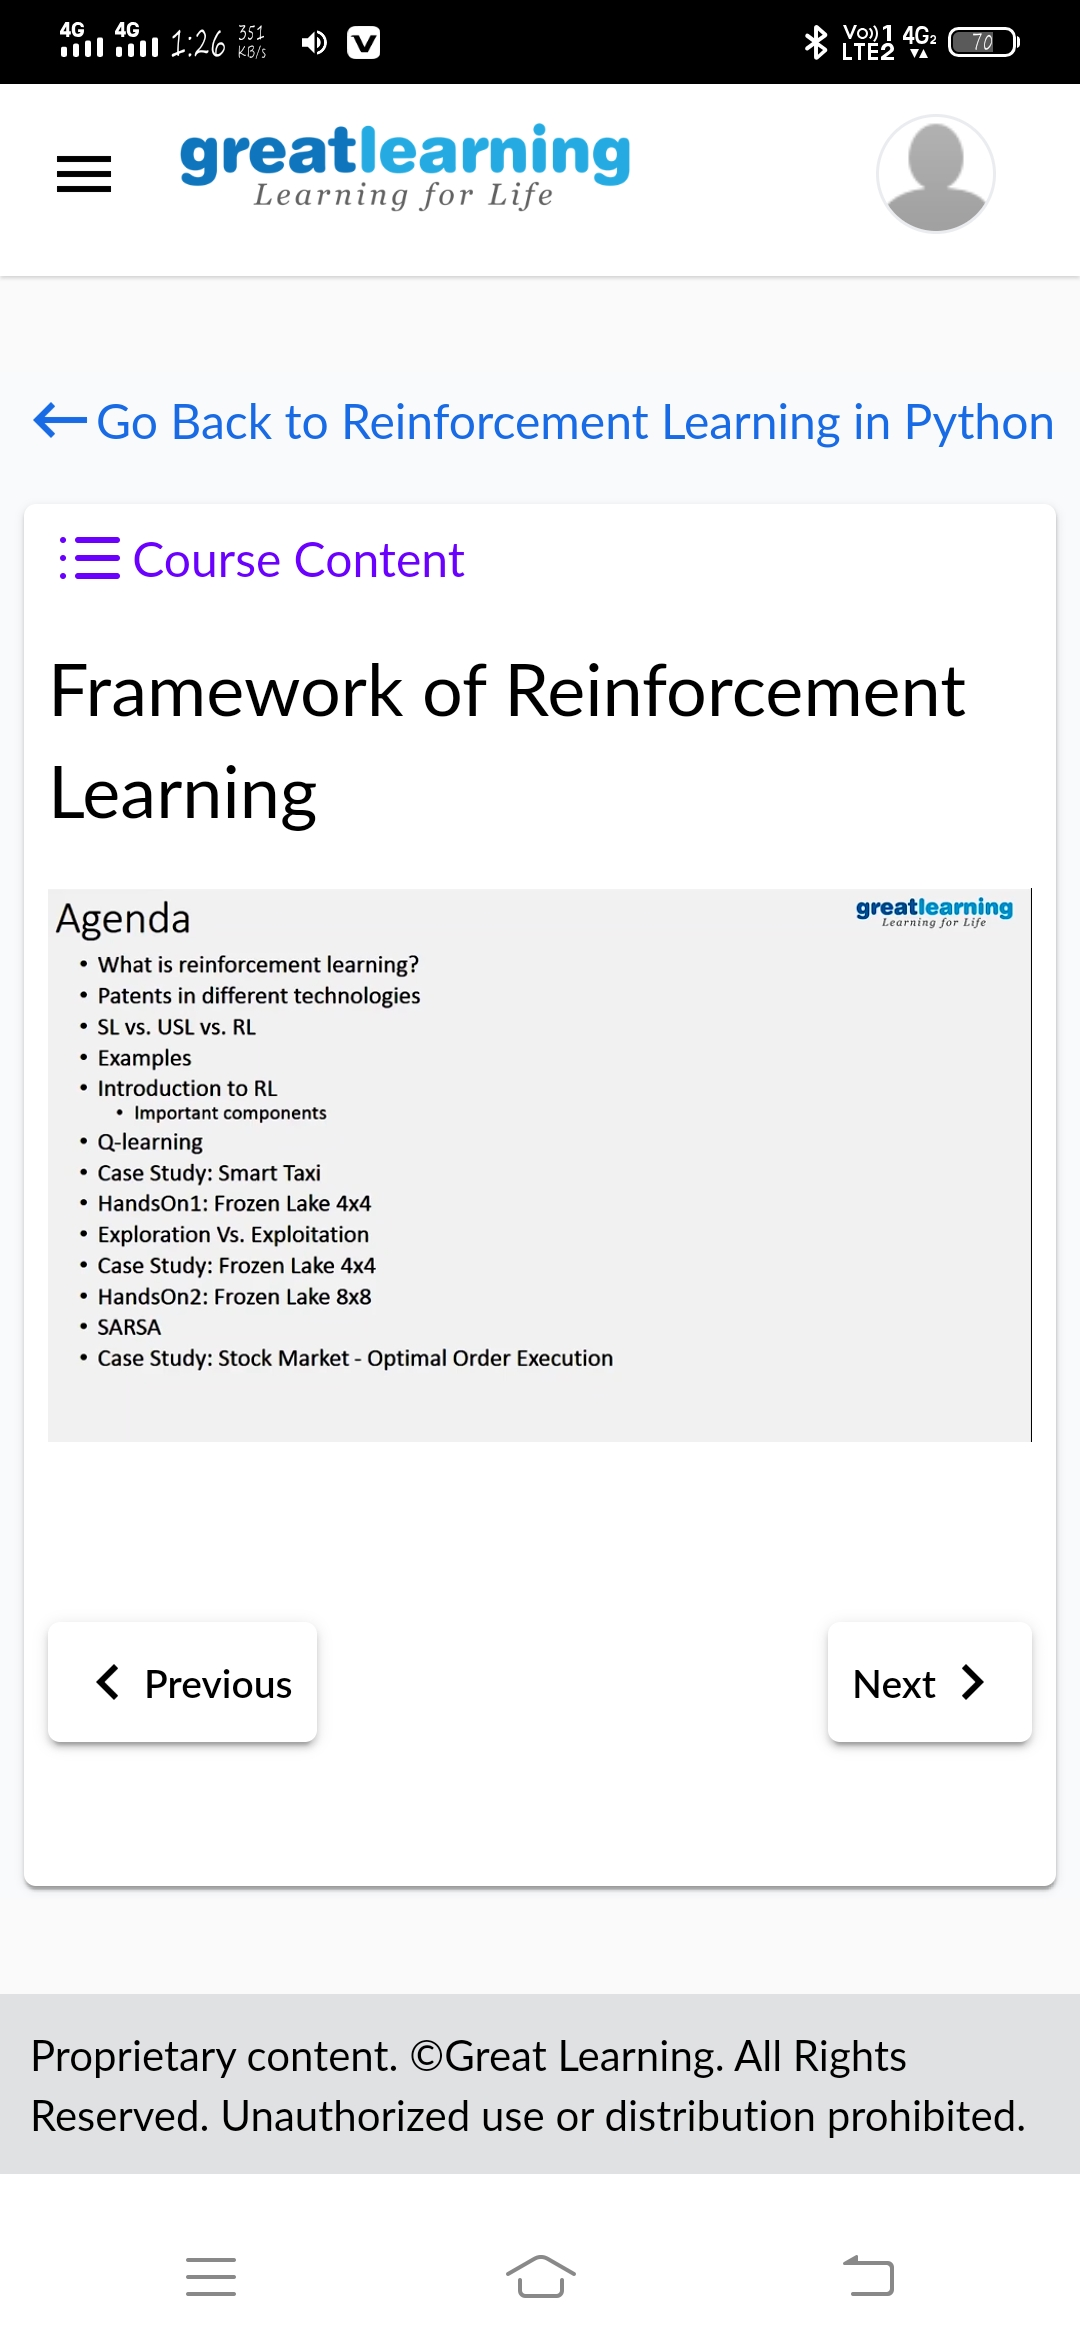 4G 4G 1:26 351 KB/s V Vo)) 1 LTE2 4G2 70
greatlearning
Learning for Life
Go Back to Reinforcement Learning in Python
Course Content
Framework of Reinforcement
Learning
Agenda
greatlearning
Learning for Life
• What is reinforcement learning?
• Patents in different technologies
• SL vs. USL vs. RL
• Examples
• Introduction to RL
• Important components
• Q-learning
• Case Study: Smart Taxi
• HandsOn1: Frozen Lake 4x4
• Exploration Vs. Exploitation
• Case Study: Frozen Lake 4x4
• HandsOn2: Frozen Lake 8x8
• SARSA
• Case Study: Stock Market - Optimal Order Execution
Previous
Next
Proprietary content. ©Great Learning. All Rights
Reserved. Unauthorized use or distribution prohibited.